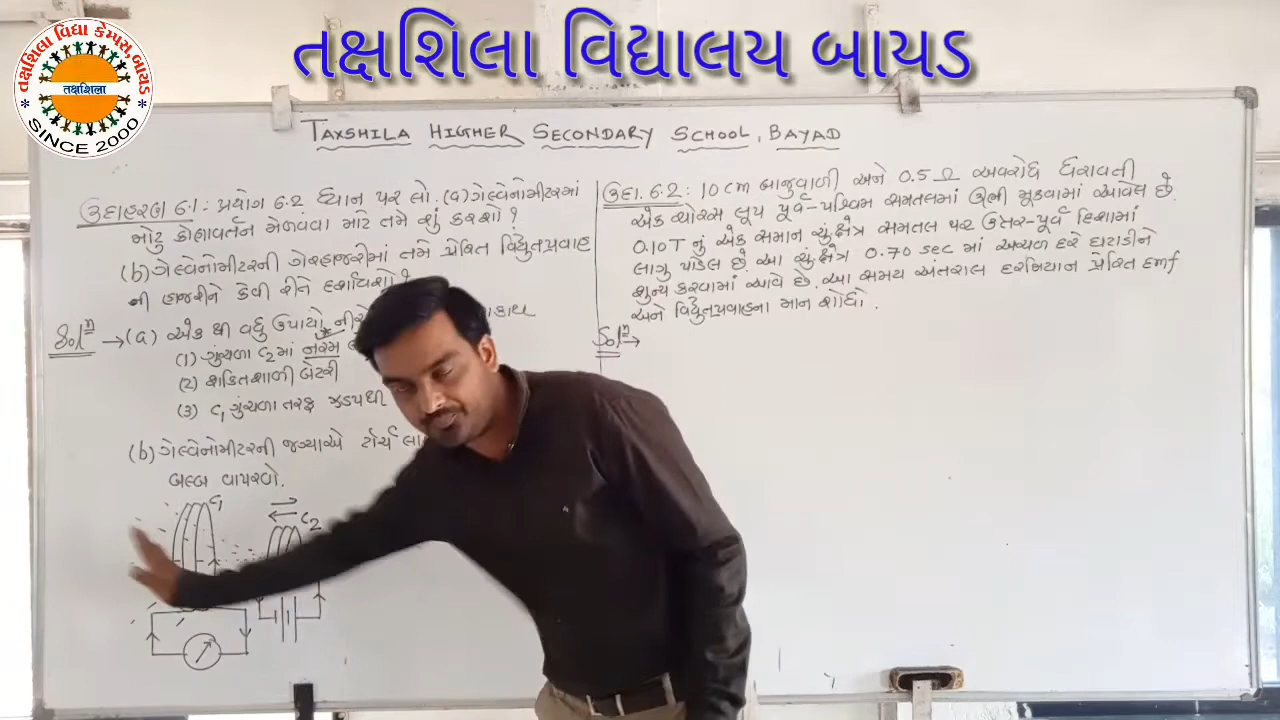 તક્ષશિલા વિદ્યાલય બાયડ
તક્ષશિલા વિદ્યા કેમ્પસ, બાયડ
તક્ષશિલા
* SINCE 2000 *
TAXSHILA HIGHER SECONDARY SCHOOL, BAYAD
ઉદાહરણ 6.1 : પ્રયોગ 6.2 ધ્યાન પર લો. (a) ગેલ્વેનોમીટરમાં
મોટું કોણાવર્તન મેળવવા માટે તમે શું કરશો ?
(b) ગેલ્વેનોમીટરની ગેરહાજરીમાં તમે પ્રેરિત વિદ્યુતપ્રવાહ
ની હાજરીને કેવી રીતે દર્શાવશો ?
Solⁿ → (a) એક થી વધુ ઉપાયો
(1) ગુંચળા C2 માં નરમ
(2) શકિતશાળી બેટરી
(3) C1 ગુંચળા તરફ ઝડપથી
(b) ગેલ્વેનોમીટરની જગ્યાએ ટોર્ચ
બલ્બ વાપરવો.
C1
C2
ઉદા. 6.2 : 10 cm બાજુવાળી અને 0.5 Ω અવરોધ ધરાવતી
એક ચોરસ લૂપ પૂર્વ-પશ્ચિમ સમતલમાં ઊભી મૂકવામાં આવેલ છે.
0.10 T નું એક સમાન ચું.ક્ષેત્ર સમતલ પર ઉત્તર-પૂર્વ દિશામાં
લાગુ પાડેલ છે. આ ચું.ક્ષેત્ર 0.70 sec માં અચળ દરે ઘટાડીને
શુન્ય કરવામાં આવે છે. આ સમય અંતરાલ દરમિયાન પ્રેરિત emf
અને વિદ્યુતપ્રવાહના માન શોધો.
Solⁿ →